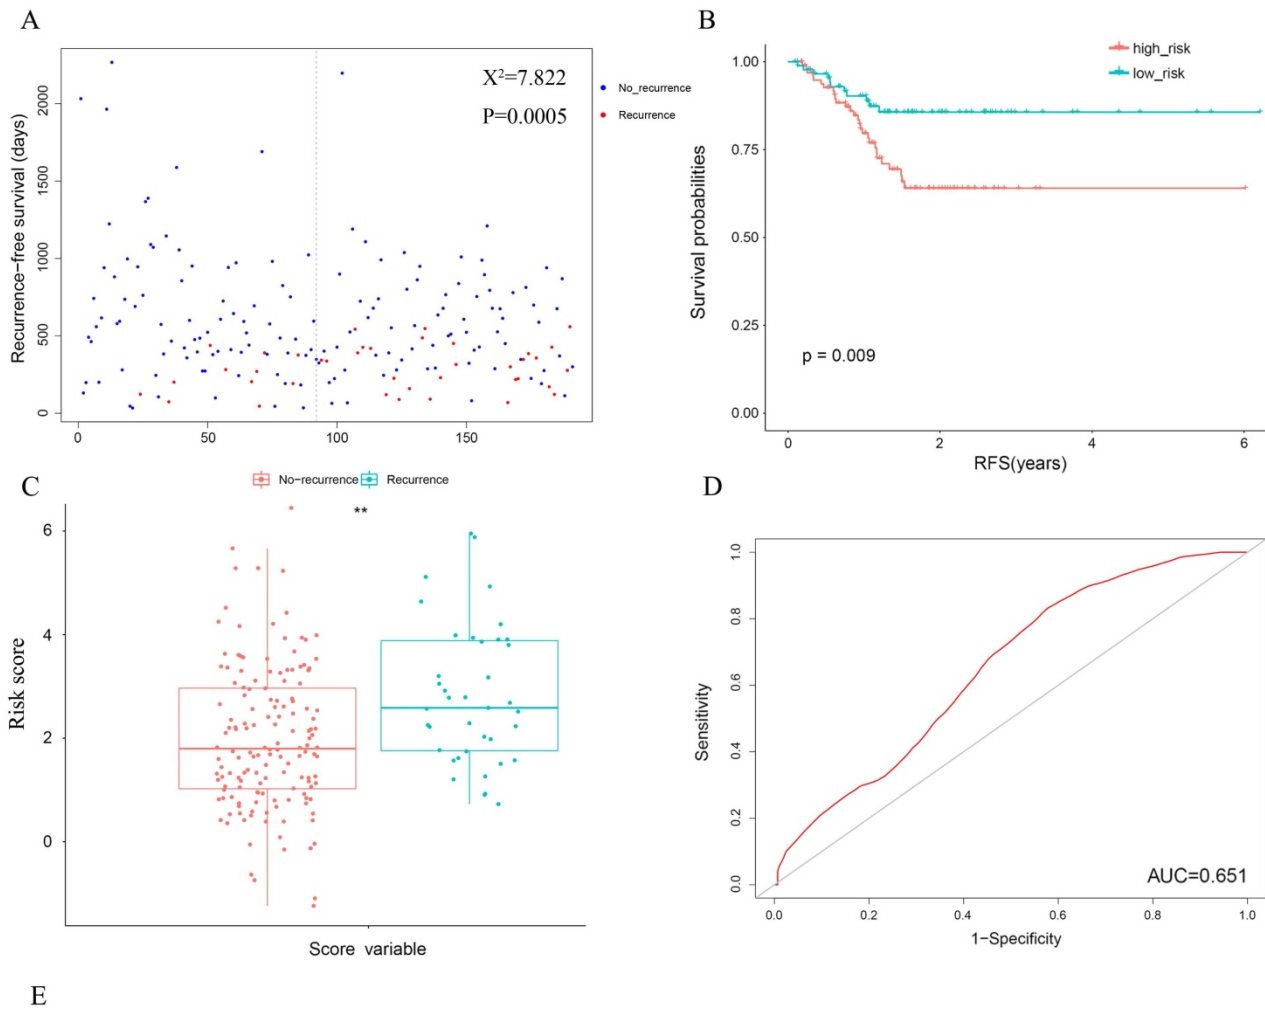 A
Recurrence-free survival (days)
2000
1500
1000
500
0
0 50 100 150
X²=7.822
P=0.0005
No_recurrence
Recurrence
B
high_risk
low_risk
Survival probabilities
1.00
0.75
0.50
0.25
0.00
p = 0.009
0 2 4 6
RFS(years)
C
No-recurrence Recurrence
**
Risk score
6
4
2
0
Score variable
D
Sensitivity
1.0
0.8
0.6
0.4
0.2
0.0
AUC=0.651
0.0 0.2 0.4 0.6 0.8 1.0
1-Specificity
E